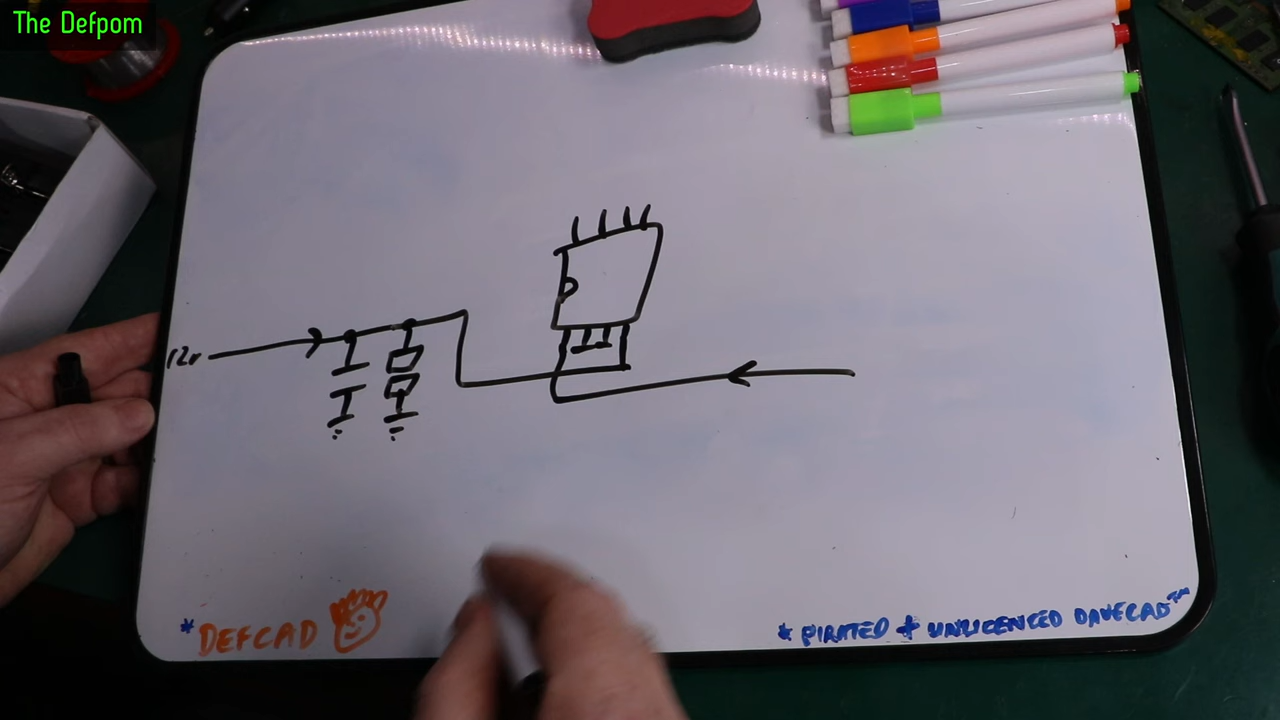 The Defpom
12v
* DEFCAD
* PIRATED + UNLICENCED DAVECAD™